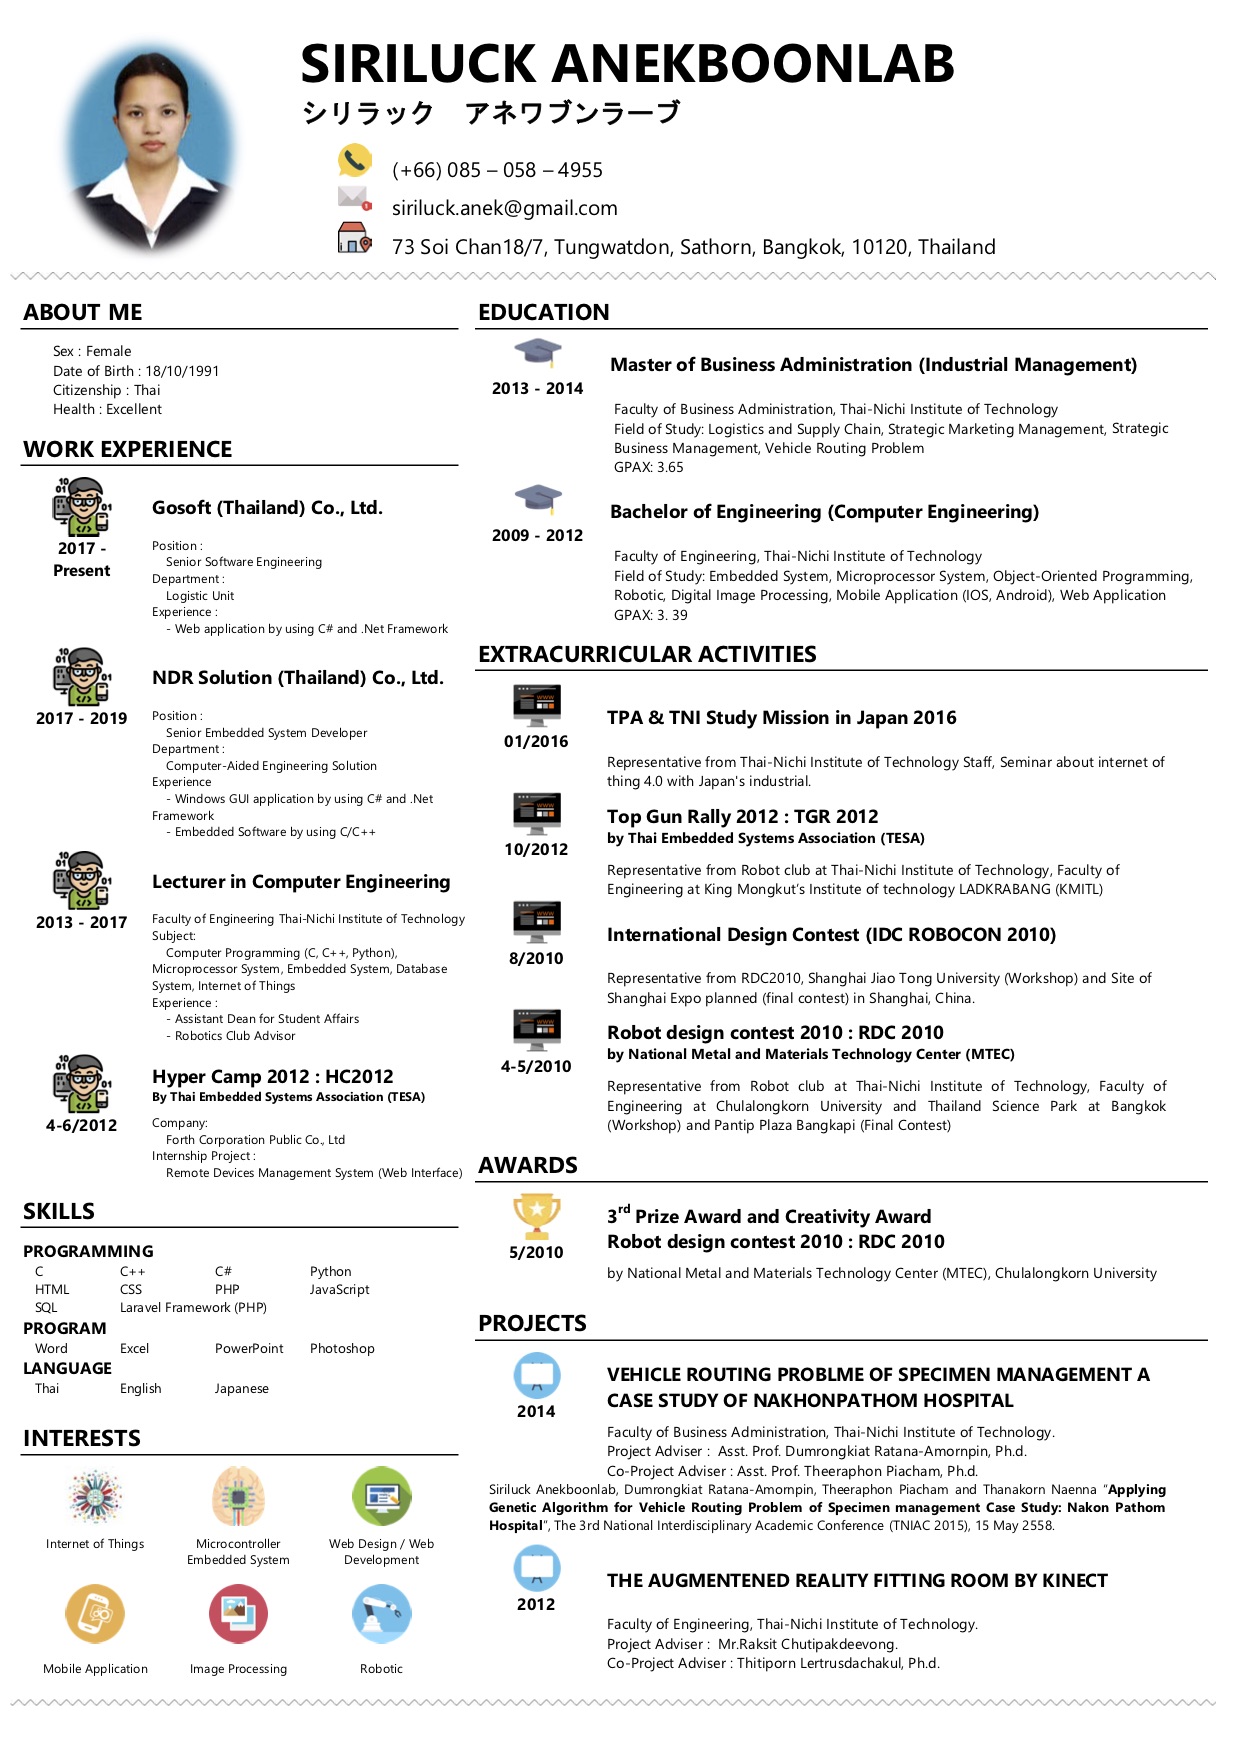 SIRILUCK ANEKBOONLAB
シリラック　アネワブンラーブ
(+66) 085 – 058 – 4955
siriluck.anek@gmail.com
73 Soi Chan18/7, Tungwatdon, Sathorn, Bangkok, 10120, Thailand
ABOUT ME
Sex : Female
Date of Birth : 18/10/1991
Citizenship : Thai
Health : Excellent
WORK EXPERIENCE
2017 -
Present
Gosoft (Thailand) Co., Ltd.
Position :
Senior Software Engineering
Department :
Logistic Unit
Experience :
- Web application by using C# and .Net Framework
2017 - 2019
NDR Solution (Thailand) Co., Ltd.
Position :
Senior Embedded System Developer
Department :
Computer-Aided Engineering Solution
Experience
- Windows GUI application by using C# and .Net
Framework
- Embedded Software by using C/C++
2013 - 2017
Lecturer in Computer Engineering
Faculty of Engineering Thai-Nichi Institute of Technology
Subject:
Computer Programming (C, C++, Python),
Microprocessor System, Embedded System, Database
System, Internet of Things
Experience :
- Assistant Dean for Student Affairs
- Robotics Club Advisor
4-6/2012
Hyper Camp 2012 : HC2012
By Thai Embedded Systems Association (TESA)
Company:
Forth Corporation Public Co., Ltd
Internship Project :
Remote Devices Management System (Web Interface)
SKILLS
PROGRAMMING
C C++ C# Python
HTML CSS PHP JavaScript
SQL Laravel Framework (PHP)
PROGRAM
Word Excel PowerPoint Photoshop
LANGUAGE
Thai English Japanese
INTERESTS
Internet of Things
Microcontroller
Embedded System
Web Design / Web
Development
Mobile Application
Image Processing
Robotic
EDUCATION
2013 - 2014
Master of Business Administration (Industrial Management)
Faculty of Business Administration, Thai-Nichi Institute of Technology
Field of Study: Logistics and Supply Chain, Strategic Marketing Management, Strategic
Business Management, Vehicle Routing Problem
GPAX: 3.65
2009 - 2012
Bachelor of Engineering (Computer Engineering)
Faculty of Engineering, Thai-Nichi Institute of Technology
Field of Study: Embedded System, Microprocessor System, Object-Oriented Programming,
Robotic, Digital Image Processing, Mobile Application (IOS, Android), Web Application
GPAX: 3. 39
EXTRACURRICULAR ACTIVITIES
01/2016
TPA & TNI Study Mission in Japan 2016
Representative from Thai-Nichi Institute of Technology Staff, Seminar about internet of
thing 4.0 with Japan's industrial.
10/2012
Top Gun Rally 2012 : TGR 2012
by Thai Embedded Systems Association (TESA)
Representative from Robot club at Thai-Nichi Institute of Technology, Faculty of
Engineering at King Mongkut’s Institute of technology LADKRABANG (KMITL)
8/2010
International Design Contest (IDC ROBOCON 2010)
Representative from RDC2010, Shanghai Jiao Tong University (Workshop) and Site of
Shanghai Expo planned (final contest) in Shanghai, China.
4-5/2010
Robot design contest 2010 : RDC 2010
by National Metal and Materials Technology Center (MTEC)
Representative from Robot club at Thai-Nichi Institute of Technology, Faculty of
Engineering at Chulalongkorn University and Thailand Science Park at Bangkok
(Workshop) and Pantip Plaza Bangkapi (Final Contest)
AWARDS
5/2010
3rd Prize Award and Creativity Award
Robot design contest 2010 : RDC 2010
by National Metal and Materials Technology Center (MTEC), Chulalongkorn University
PROJECTS
2014
VEHICLE ROUTING PROBLME OF SPECIMEN MANAGEMENT A
CASE STUDY OF NAKHONPATHOM HOSPITAL
Faculty of Business Administration, Thai-Nichi Institute of Technology.
Project Adviser : Asst. Prof. Dumrongkiat Ratana-Amornpin, Ph.d.
Co-Project Adviser : Asst. Prof. Theeraphon Piacham, Ph.d.
Siriluck Anekboonlab, Dumrongkiat Ratana-Amornpin, Theeraphon Piacham and Thanakorn Naenna “Applying
Genetic Algorithm for Vehicle Routing Problem of Specimen management Case Study: Nakon Pathom
Hospital”, The 3rd National Interdisciplinary Academic Conference (TNIAC 2015), 15 May 2558.
2012
THE AUGMENTENED REALITY FITTING ROOM BY KINECT
Faculty of Engineering, Thai-Nichi Institute of Technology.
Project Adviser : Mr.Raksit Chutipakdeevong.
Co-Project Adviser : Thitiporn Lertrusdachakul, Ph.d.